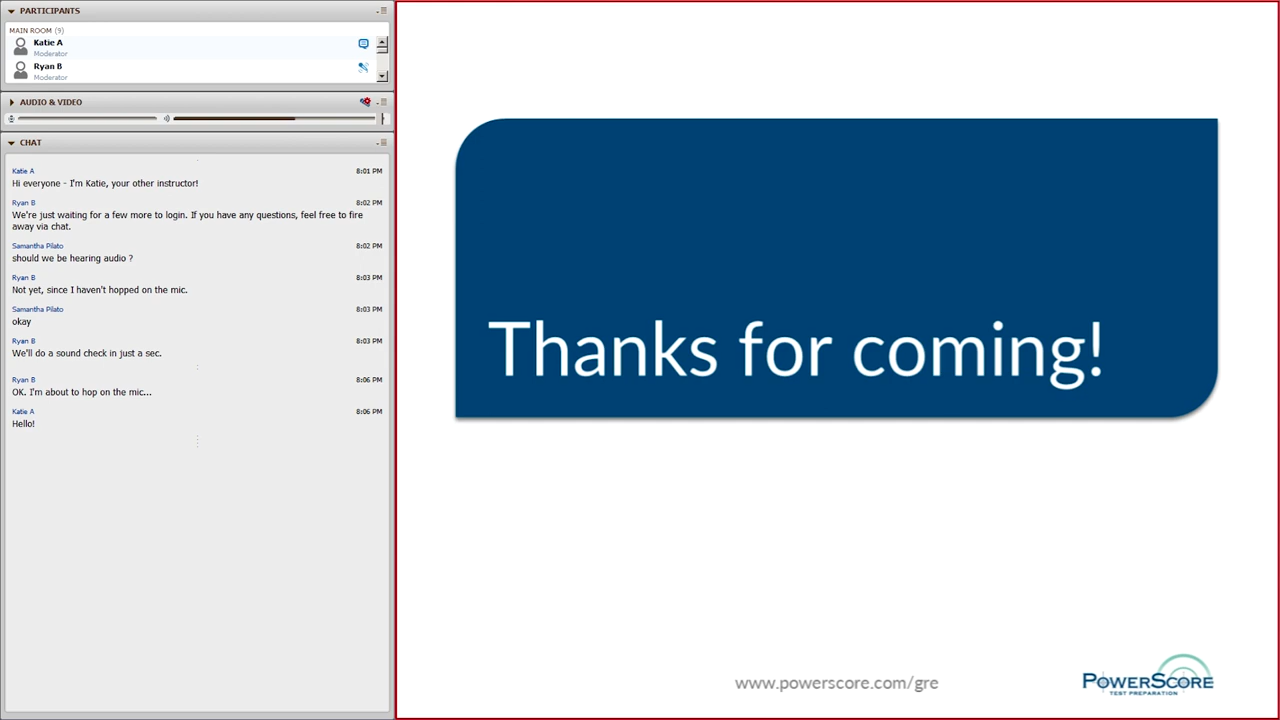 PARTICIPANTS
MAIN ROOM (9)
Katie A
Moderator
Ryan B
Moderator
AUDIO & VIDEO
CHAT
Katie A 8:01 PM
Hi everyone - I'm Katie, your other instructor!
Ryan B 8:02 PM
We're just waiting for a few more to login. If you have any questions, feel free to fire
away via chat.
Samantha Pilato 8:02 PM
should we be hearing audio ?
Ryan B 8:03 PM
Not yet, since I haven't hopped on the mic.
Samantha Pilato 8:03 PM
okay
Ryan B 8:03 PM
We'll do a sound check in just a sec.
Ryan B 8:06 PM
OK. I'm about to hop on the mic...
Katie A 8:06 PM
Hello!
Thanks for coming!
www.powerscore.com/gre
POWERSCORE
TEST PREPARATION